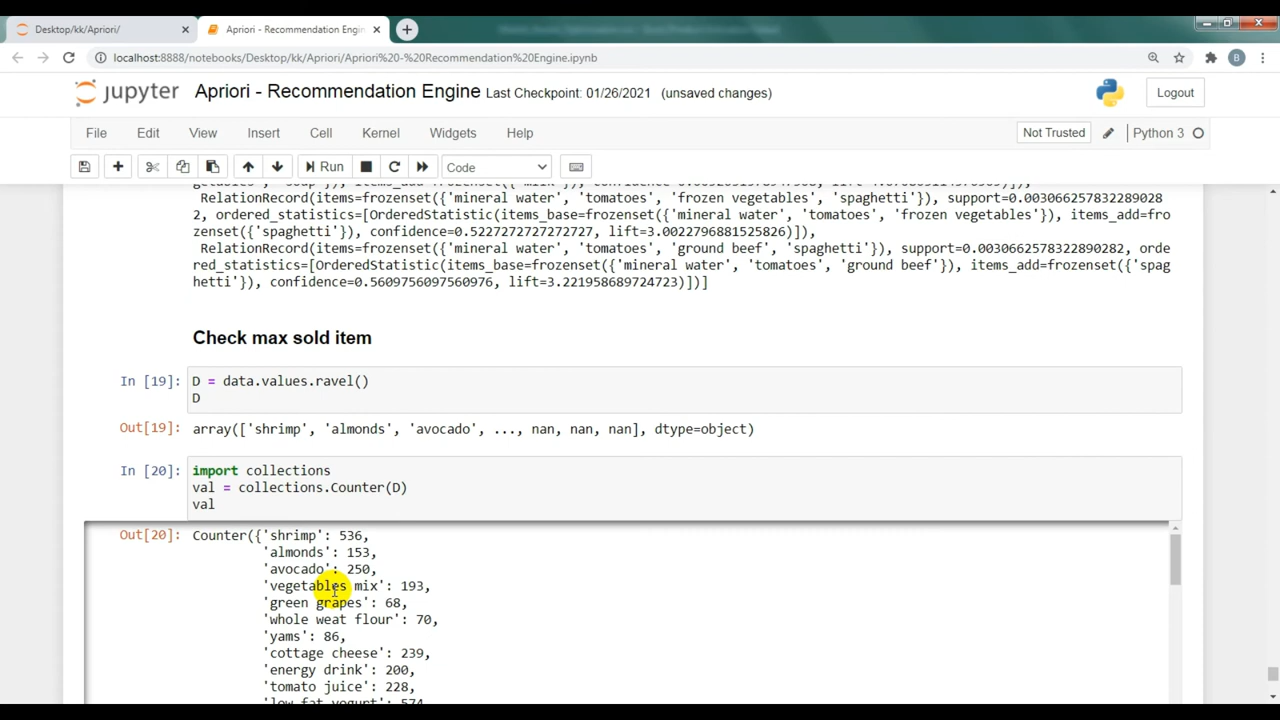 Desktop/kk/Apriori/
Apriori - Recommendation Engin
localhost:8888/notebooks/Desktop/kk/Apriori/Apriori%20-%20Recommendation%20Engine.ipynb
B
jupyter Apriori - Recommendation Engine Last Checkpoint: 01/26/2021 (unsaved changes)
Logout
File Edit View Insert Cell Kernel Widgets Help
Not Trusted
Python 3
Run
Code
RelationRecord(items=frozenset({'mineral water', 'tomatoes', 'frozen vegetables', 'spaghetti'}), support=0.003066257832289028
2, ordered_statistics=[OrderedStatistic(items_base=frozenset({'mineral water', 'tomatoes', 'frozen vegetables'}), items_add=fro
zenset({'spaghetti'}), confidence=0.5227272727272727, lift=3.0022796881525826)]),
RelationRecord(items=frozenset({'mineral water', 'tomatoes', 'ground beef', 'spaghetti'}), support=0.0030662578322890282, orde
red_statistics=[OrderedStatistic(items_base=frozenset({'mineral water', 'tomatoes', 'ground beef'}), items_add=frozenset({'spag
hetti'}), confidence=0.5609756097560976, lift=3.221958689724723)])]
Check max sold item
In [19]: D = data.values.ravel()
D
Out[19]: array(['shrimp', 'almonds', 'avocado', ..., nan, nan, nan], dtype=object)
In [20]: import collections
val = collections.Counter(D)
val
Out[20]: Counter({'shrimp': 536,
'almonds': 153,
'avocado': 250,
'vegetables mix': 193,
'green grapes': 68,
'whole weat flour': 70,
'yams': 86,
'cottage cheese': 239,
'energy drink': 200,
'tomato juice': 228,
'low fat yogurt': 574,